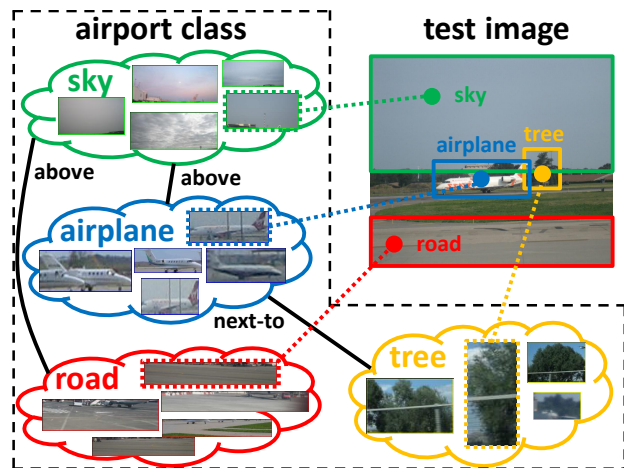 airport class
test image
sky
sky
airplane
tree
above
above
airplane
road
next-to
road
tree